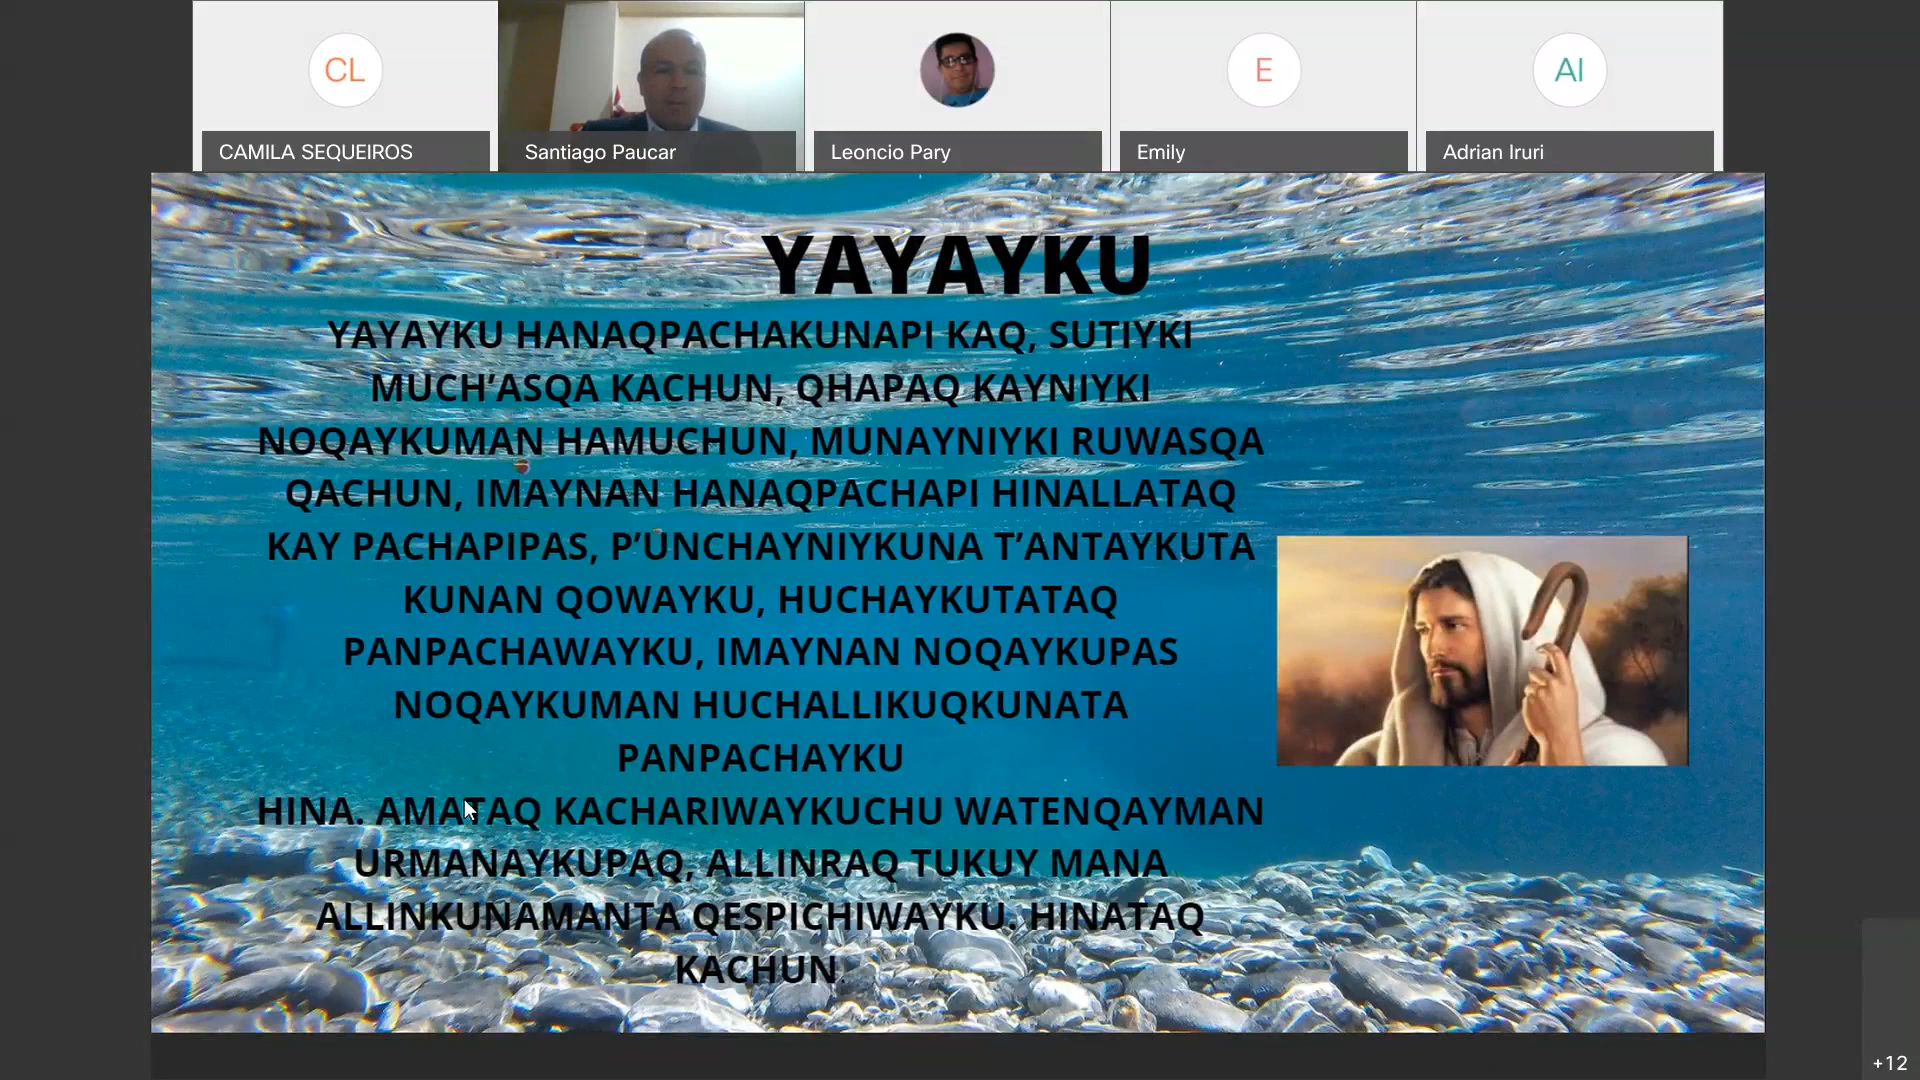 CL
E
AI
CAMILA SEQUEIROS
Santiago Paucar
Leoncio Pary
Emily
Adrian Iruri
YAYAYKU
YAYAYKU HANAQPACHAKUNAPI KAQ, SUTIYKI
MUCH’ASQA KACHUN, QHAPAQ KAYNIYKI
NOQAYKUMAN HAMUCHUN, MUNAYNIYKI RUWASQA
QACHUN, IMAYNAN HANAQPACHAPI HINALLATAQ
KAY PACHAPIPAS, P’UNCHAYNIYKUNA T’ANTAYKUTA
KUNAN QOWAYKU, HUCHAYKUTATAQ
PANPACHAWAYKU, IMAYNAN NOQAYKUPAS
NOQAYKUMAN HUCHALLIKUQKUNATA
PANPACHAYKU
HINA. AMATAQ KACHARIWAYKUCHU WATENQAYMAN
URMANAYKUPAQ, ALLINRAQ TUKUY MANA
ALLINKUNAMANTA QESPICHIWAYKU. HINATAQ
KACHUN.
+12